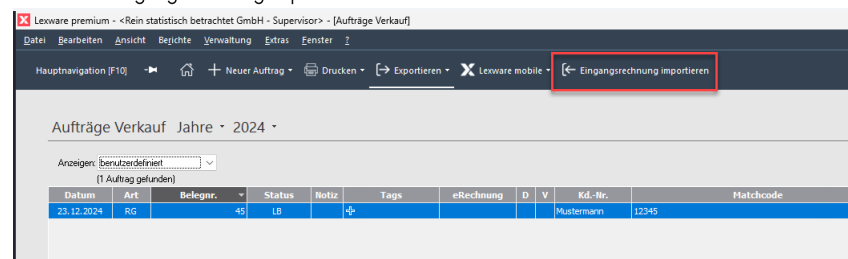 Lexware premium - <Rein statistisch betrachtet GmbH - Supervisor> - [Aufträge Verkauf]
Datei Bearbeiten Ansicht Berichte Verwaltung Extras Fenster ?
Hauptnavigation [F10] Neuer Auftrag Drucken Exportieren Lexware mobile Eingangsrechnung importieren
Aufträge Verkauf Jahre 2024
Anzeigen: benutzerdefiniert
(1 Auftrag gefunden)
Datum Art Belegnr. Status Notiz Tags eRechnung D V Kd.-Nr. Matchcode
23.12.2024 RG 45 LB Mustermann 12345